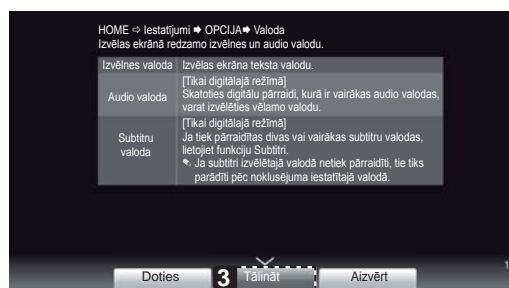 HOME ⇨ Iestatījumi ➡ OPCIJA➡ Valoda
Izvēlas ekrānā redzamo izvēlnes un audio valodu.
Izvēlnes valoda Izvēlas ekrāna teksta valodu.
[Tikai digitālajā režīmā]
Audio valoda Skatoties digitālu pārraidi, kurā ir vairākas audio valodas,
varat izvēlēties vēlamo valodu.
[Tikai digitālajā režīmā]
Subtitru valoda Ja tiek pārraidītas divas vai vairākas subtitru valodas,
lietojiet funkciju Subtitri.
✎ Ja subtitri izvēlētajā valodā netiek pārraidīti, tie tiks
parādīti pēc noklusējuma iestatītajā valodā.
1
Doties 3 Tālināt Aizvērt